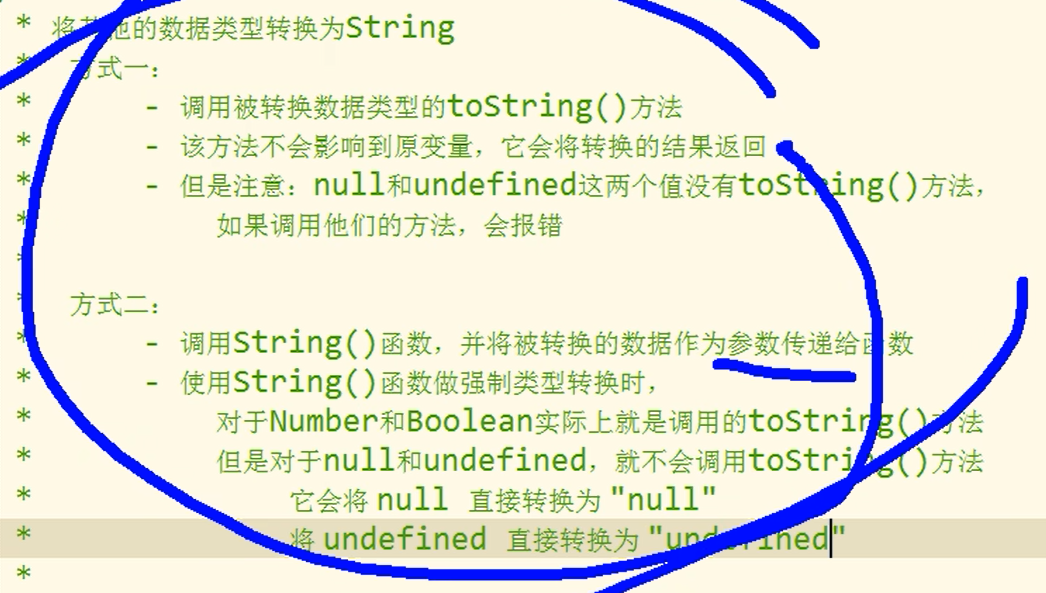 * 将其他的数据类型转换为String
* 方式一：
* - 调用被转换数据类型的toString()方法
* - 该方法不会影响到原变量，它会将转换的结果返回
* - 但是注意：null和undefined这两个值没有toString()方法，
* 如果调用他们的方法，会报错
*
* 方式二：
* - 调用String()函数，并将被转换的数据作为参数传递给函数
* - 使用String()函数做强制类型转换时，
* 对于Number和Boolean实际上就是调用的toString()方法
* 但是对于null和undefined，就不会调用toString()方法
* 它会将 null 直接转换为 "null"
* 将 undefined 直接转换为 "undefined"
*